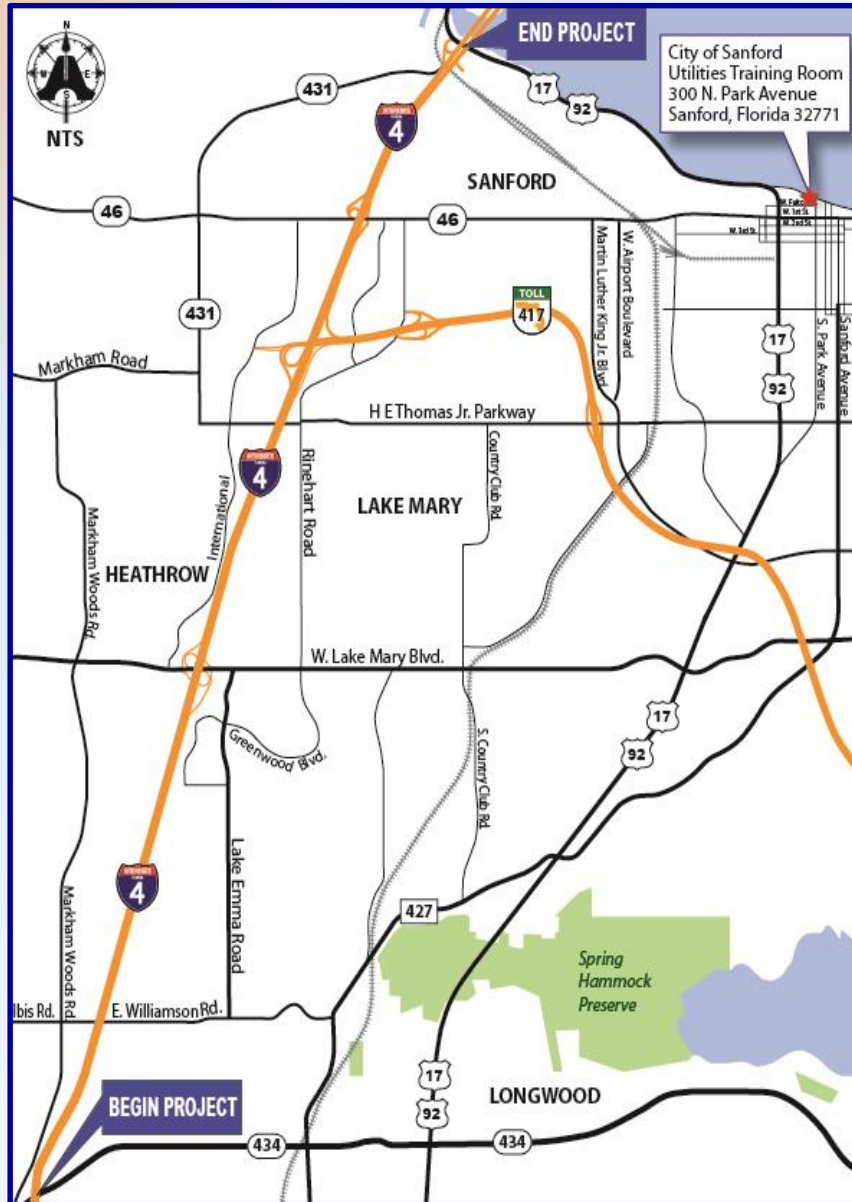 N
W
E
S
NTS
END PROJECT
City of Sanford
Utilities Training Room
300 N. Park Avenue
Sanford, Florida 32771
17
92
431
4
SANFORD
46
46
W. 1st St.
W. 2nd St.
W. 3rd St.
Martin Luther King Jr. Blvd.
W. Airport Boulevard
TOLL
417
431
S. Park Avenue
Sanford Avenue
17
92
Markham Road
H E Thomas Jr. Parkway
Country Club Rd.
INTERSTATE
4
Rinehart Road
International
LAKE MARY
HEATHROW
Markham Woods Rd.
W. Lake Mary Blvd.
17
92
Greenwood Blvd.
S. Country Club Rd.
Lake Emma Road
4
427
Markham Woods Rd.
Spring
Hammock
Preserve
Ibis Rd.
E. Williamson Rd.
17
92
BEGIN PROJECT
LONGWOOD
434
434